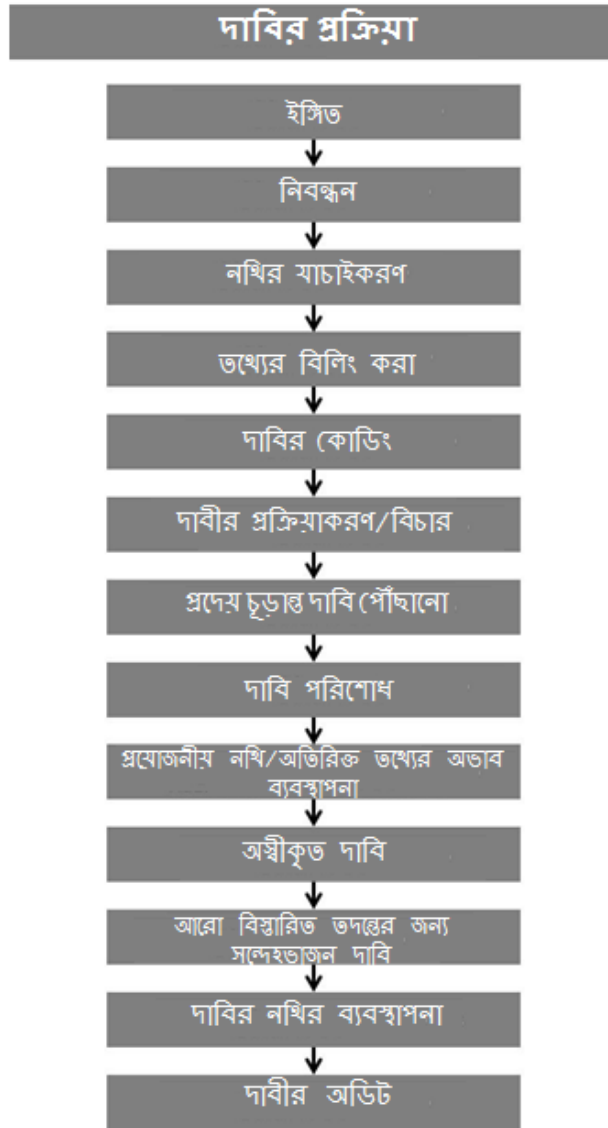 দাবির প্রক্রিয়া
ইঙ্গিত
নিবন্ধন
নথির যাচাইকরণ
তথ্যের বিলিং করা
দাবির কোডিং
দাবীর প্রক্রিয়াকরণ/বিচার
প্রদেয় চূড়ান্ত দাবি পৌঁছানো
দাবি পরিশোধ
প্রযোজনীয় নথি/অতিরিক্ত তথ্যের অভাব
ব্যবস্থাপনা
অস্বীকৃত দাবি
আরো বিস্তারিত তদন্তের জন্য
সন্দেহভাজন দাবি
দাবির নথির ব্যবস্থাপনা
দাবীর অডিট